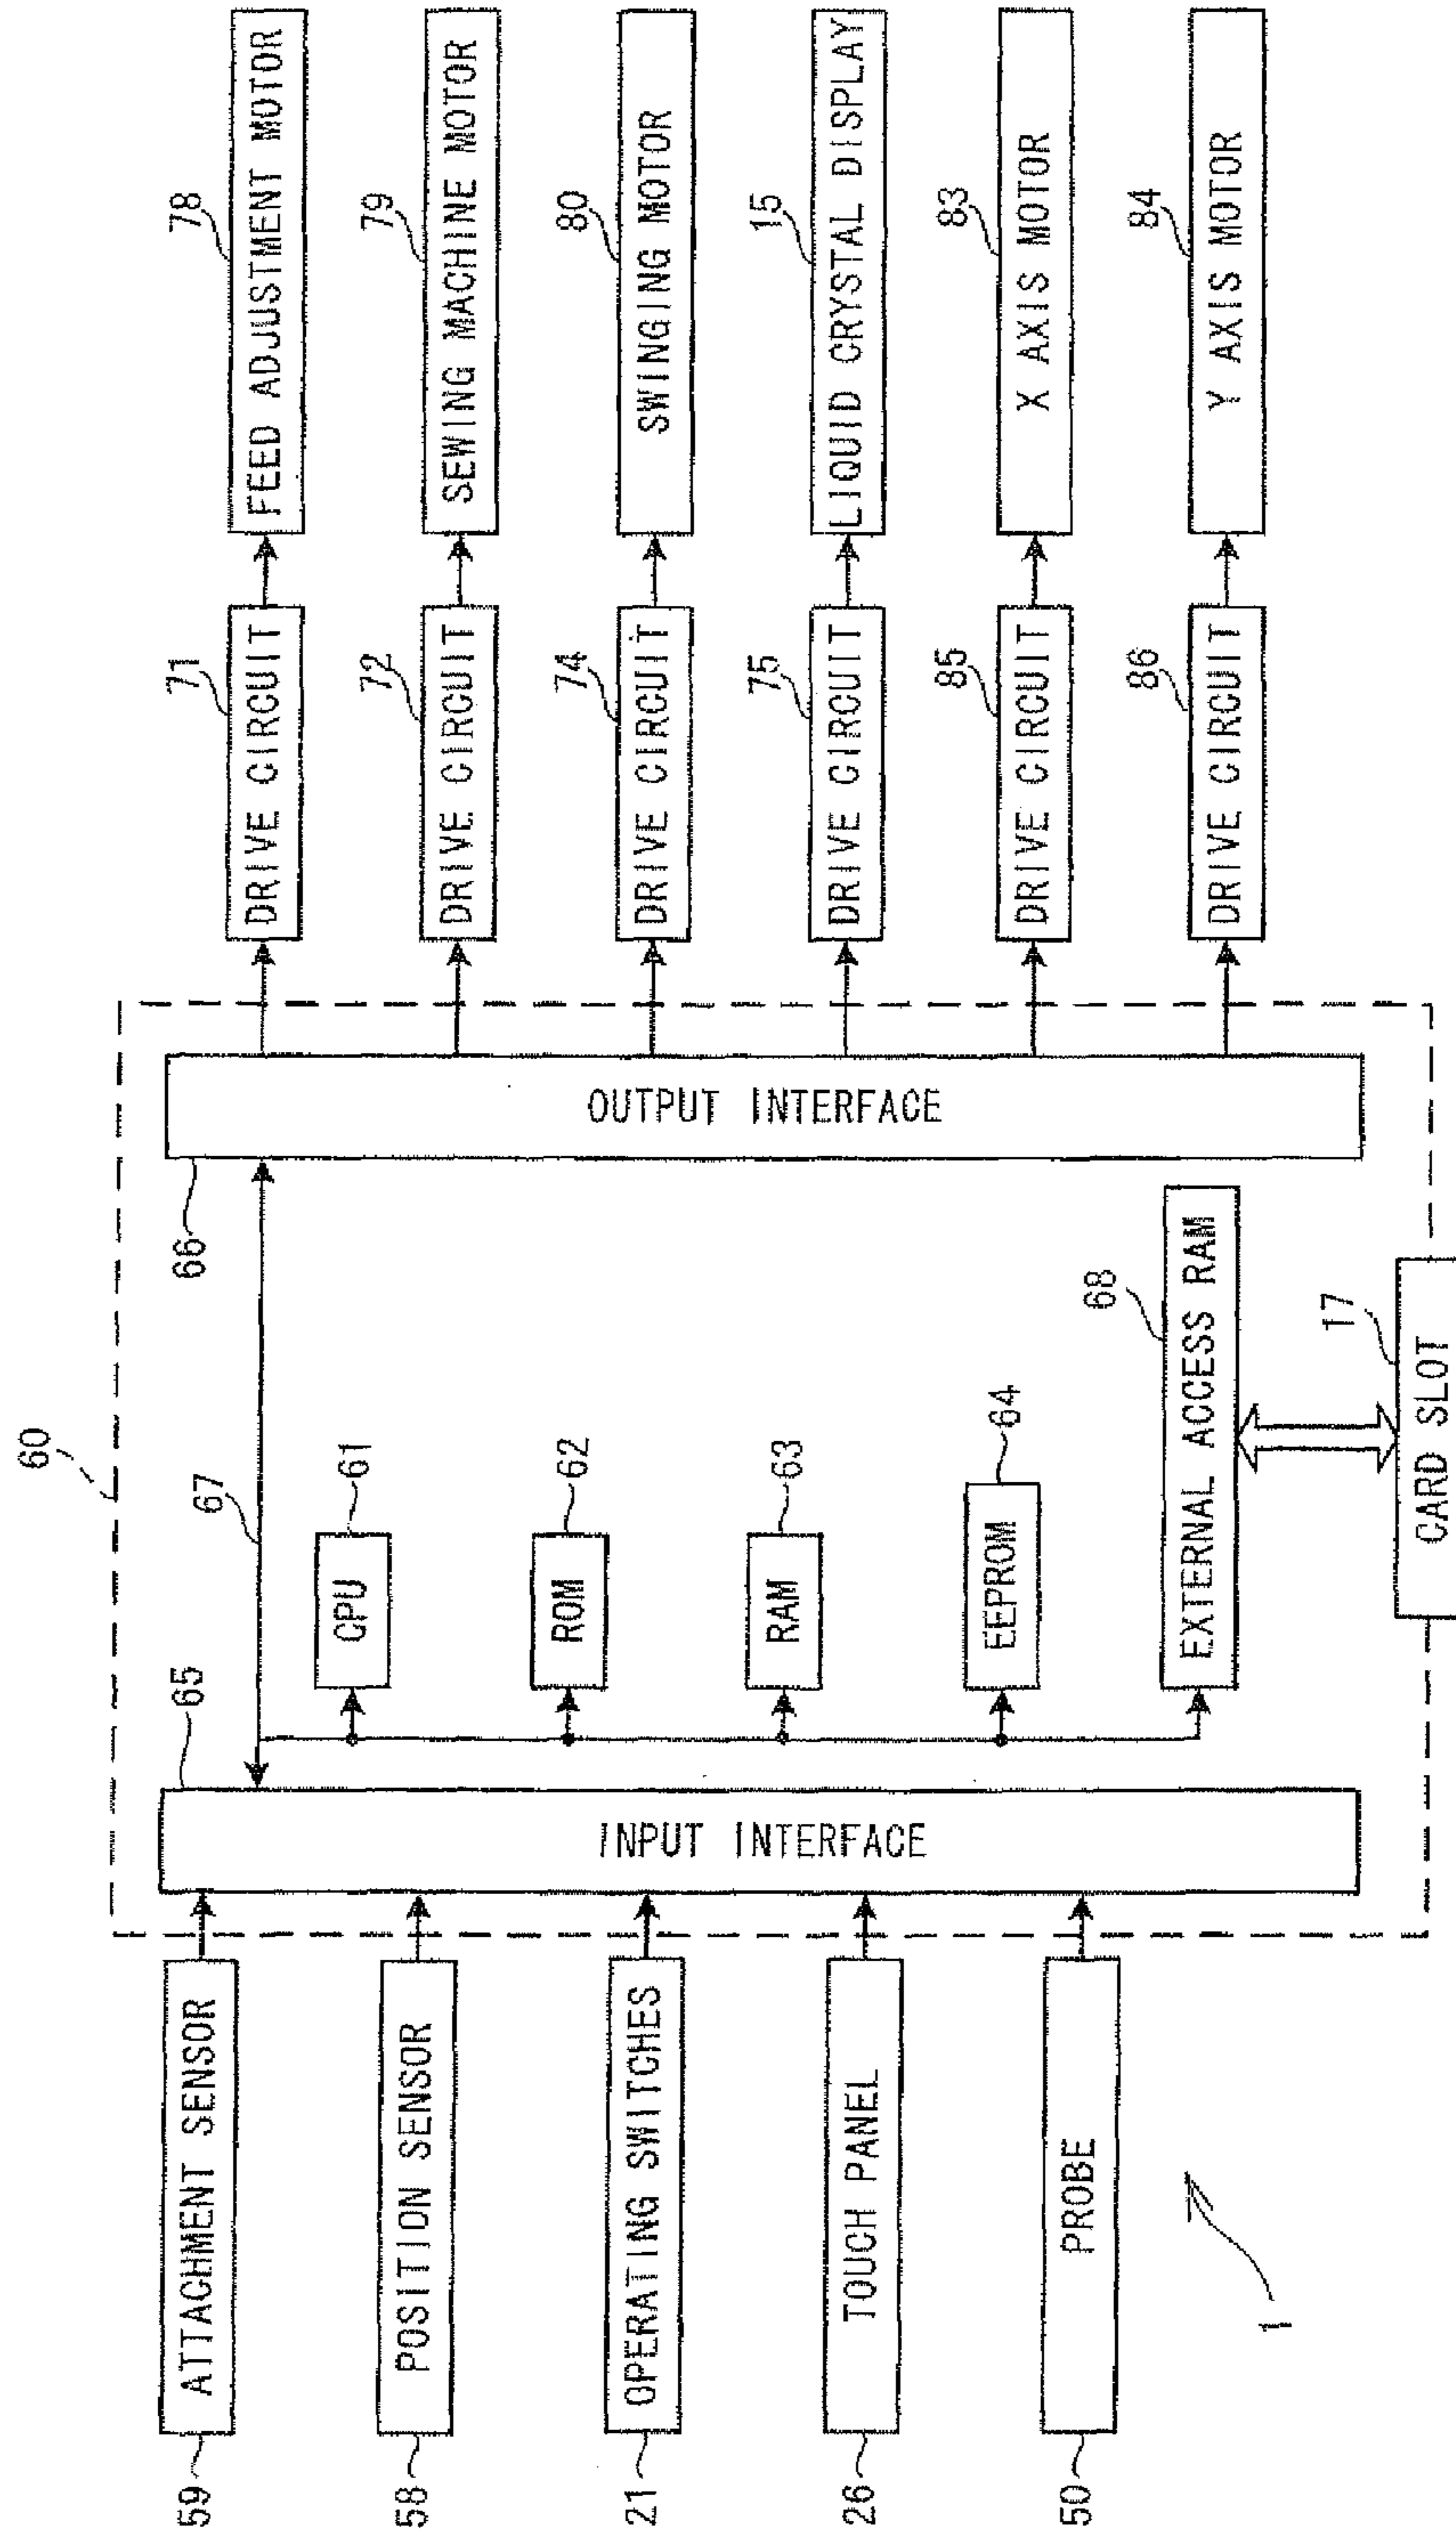 60
59
ATTACHMENT SENSOR
58
POSITION SENSOR
21
OPERATING SWITCHES
26
TOUCH PANEL
50
PROBE
1
65
INPUT INTERFACE
67
CPU
61
ROM
62
RAM
63
EEPROM
64
EXTERNAL ACCESS RAM
68
CARD SLOT
17
66
OUTPUT INTERFACE
DRIVE CIRCUIT
71
FEED ADJUSTMENT MOTOR
78
DRIVE CIRCUIT
72
SEWING MACHINE MOTOR
79
DRIVE CIRCUIT
74
SWINGING MOTOR
80
DRIVE CIRCUIT
75
LIQUID CRYSTAL DISPLAY
15
DRIVE CIRCUIT
85
X AXIS MOTOR
83
DRIVE CIRCUIT
86
Y AXIS MOTOR
84